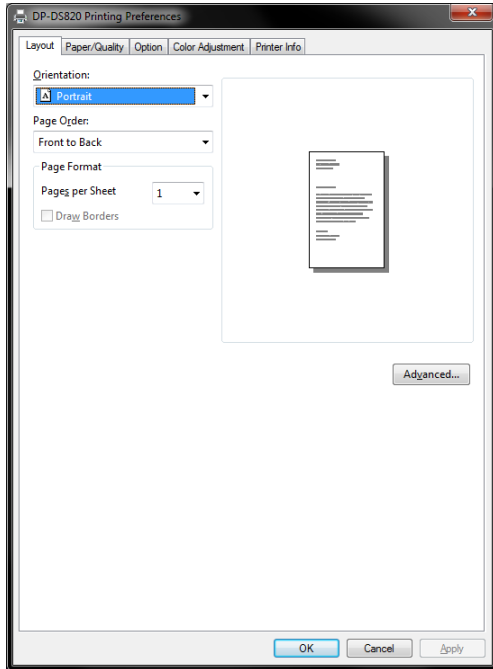 DP-DS820 Printing Preferences
Layout Paper/Quality Option Color Adjustment Printer Info
Orientation:
A Portrait
Page Order:
Front to Back
Page Format
Pages per Sheet 1
Draw Borders
Advanced...
OK Cancel Apply